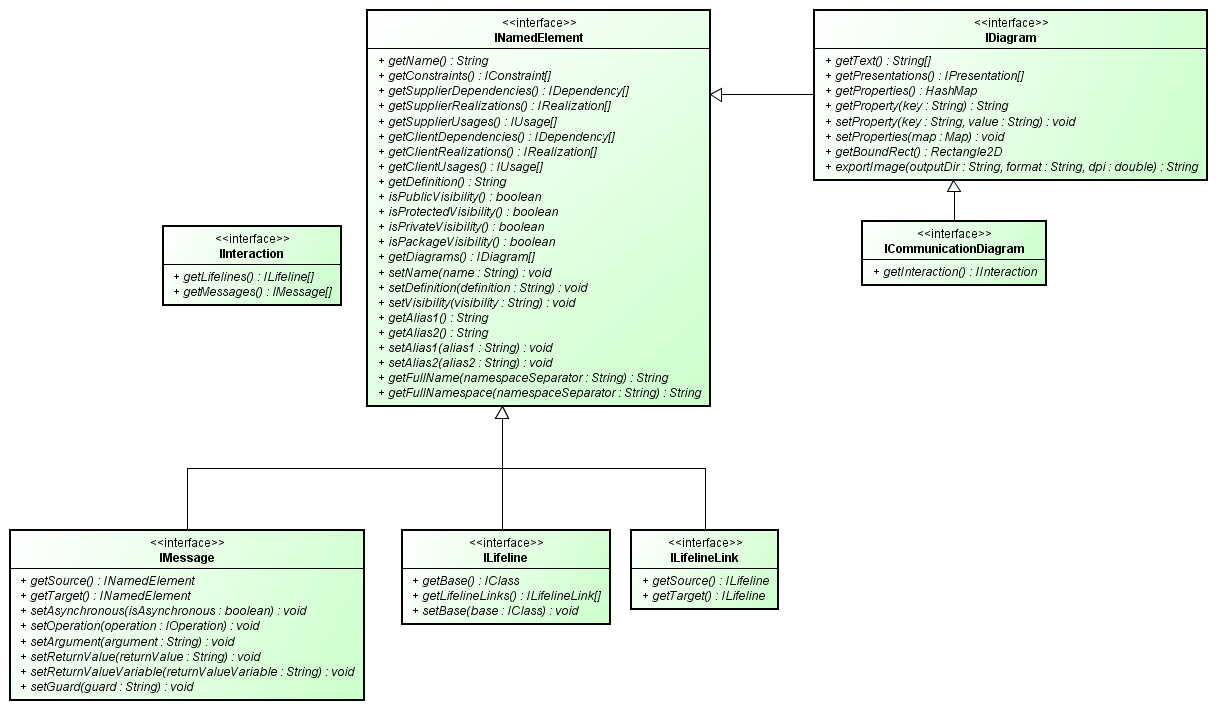 <<interface>>
INamedElement
+ getName() : String
+ getConstraints() : IConstraint[]
+ getSupplierDependencies() : IDependency[]
+ getSupplierRealizations() : IRealization[]
+ getSupplierUsages() : IUsage[]
+ getClientDependencies() : IDependency[]
+ getClientRealizations() : IRealization[]
+ getClientUsages() : IUsage[]
+ getDefinition() : String
+ isPublicVisibility() : boolean
+ isProtectedVisibility() : boolean
+ isPrivateVisibility() : boolean
+ isPackageVisibility() : boolean
+ getDiagrams() : IDiagram[]
+ setName(name : String) : void
+ setDefinition(definition : String) : void
+ setVisibility(visibility : String) : void
+ getAlias1() : String
+ getAlias2() : String
+ setAlias1(alias1 : String) : void
+ setAlias2(alias2 : String) : void
+ getFullName(namespaceSeparator : String) : String
+ getFullNamespace(namespaceSeparator : String) : String
<<interface>>
IDiagram
+ getText() : String[]
+ getPresentations() : IPresentation[]
+ getProperties() : HashMap
+ getProperty(key : String) : String
+ setProperty(key : String, value : String) : void
+ setProperties(map : Map) : void
+ getBoundRect() : Rectangle2D
+ exportImage(outputDir : String, format : String, dpi : double) : String
<<interface>>
IInteraction
+ getLifelines() : ILifeline[]
+ getMessages() : IMessage[]
<<interface>>
ICommunicationDiagram
+ getInteraction() : IInteraction
<<interface>>
IMessage
+ getSource() : INamedElement
+ getTarget() : INamedElement
+ setAsynchronous(isAsynchronous : boolean) : void
+ setOperation(operation : IOperation) : void
+ setArgument(argument : String) : void
+ setReturnValue(returnValue : String) : void
+ setReturnValueVariable(returnValueVariable : String) : void
+ setGuard(guard : String) : void
<<interface>>
ILifeline
+ getBase() : IClass
+ getLifelineLinks() : ILifelineLink[]
+ setBase(base : IClass) : void
<<interface>>
ILifelineLink
+ getSource() : ILifeline
+ getTarget() : ILifeline